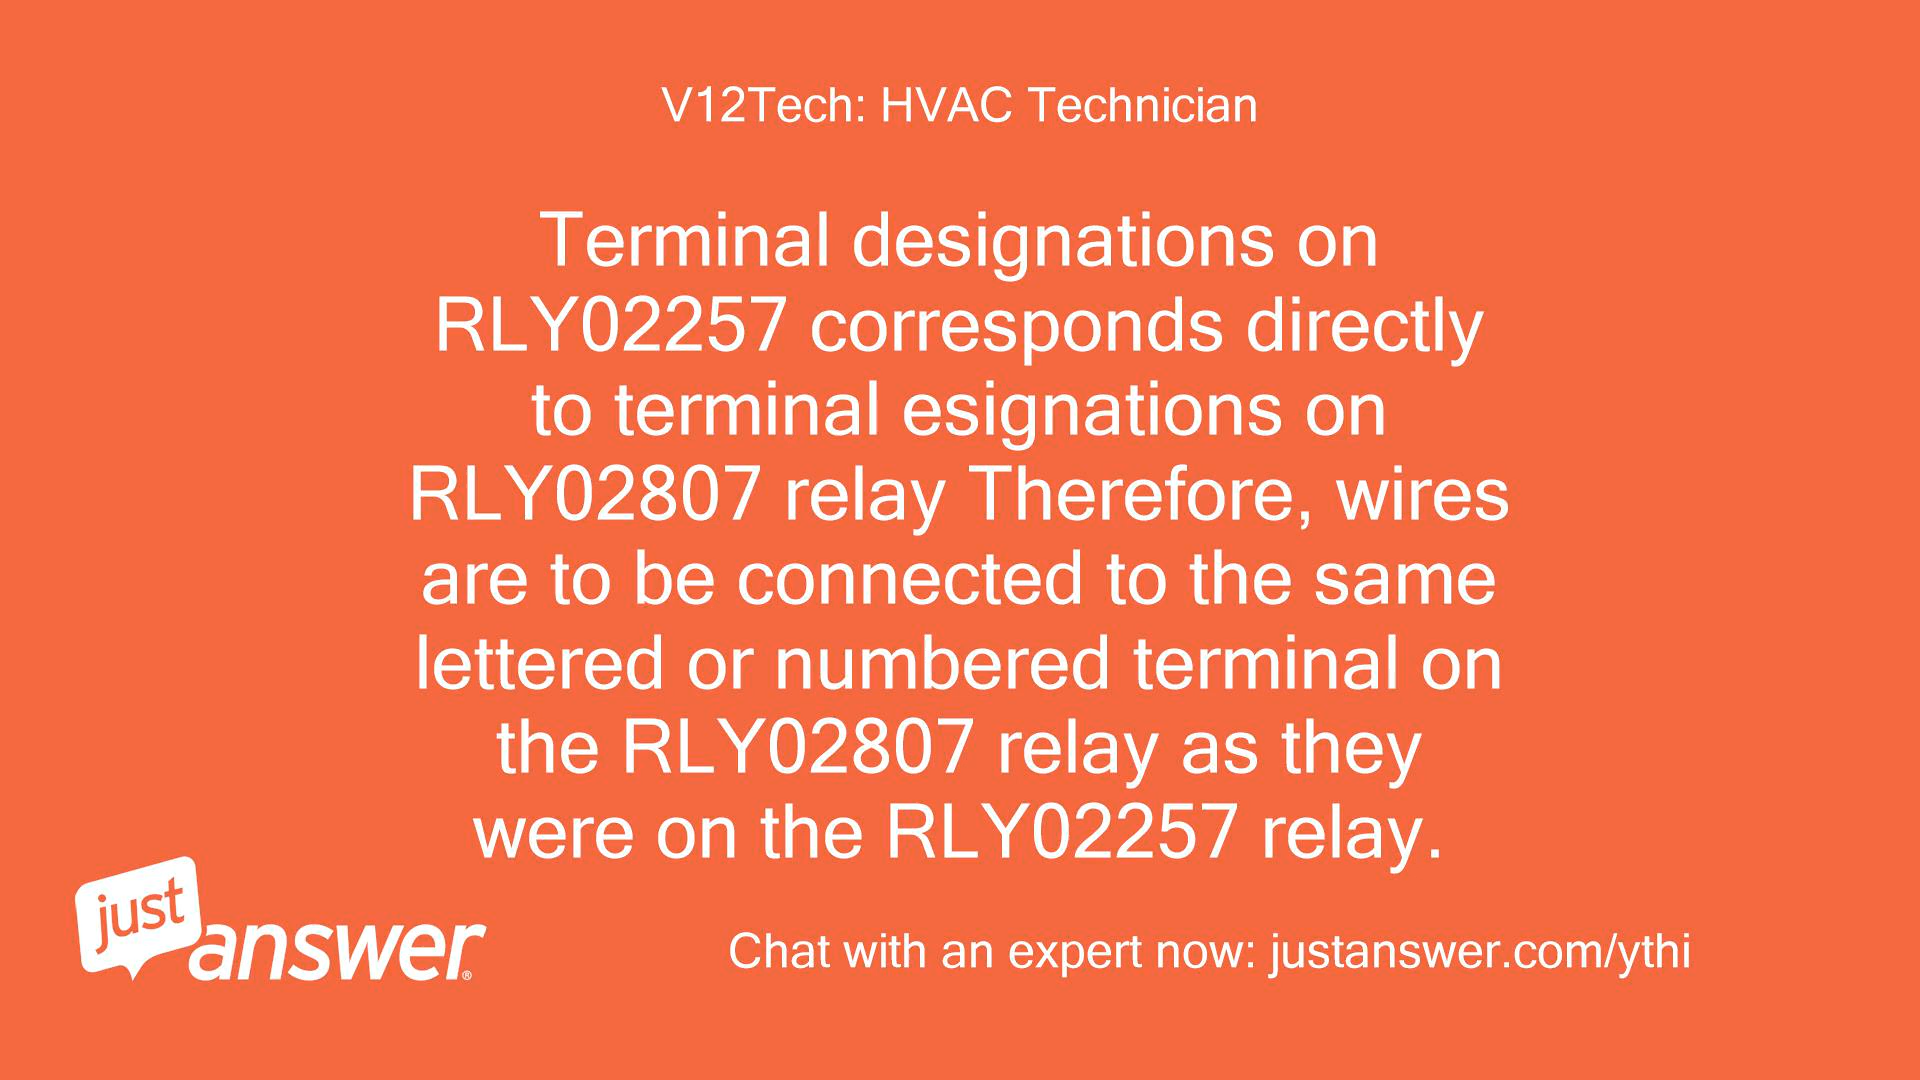 V12Tech: HVAC Technician
Terminal designations on
RLY02257 corresponds directly
to terminal esignations on
RLY02807 relay Therefore, wires
are to be connected to the same
lettered or numbered terminal on
the RLY02807 relay as they
were on the RLY02257 relay.
just
answer®
Chat with an expert now: justanswer.com/ythi